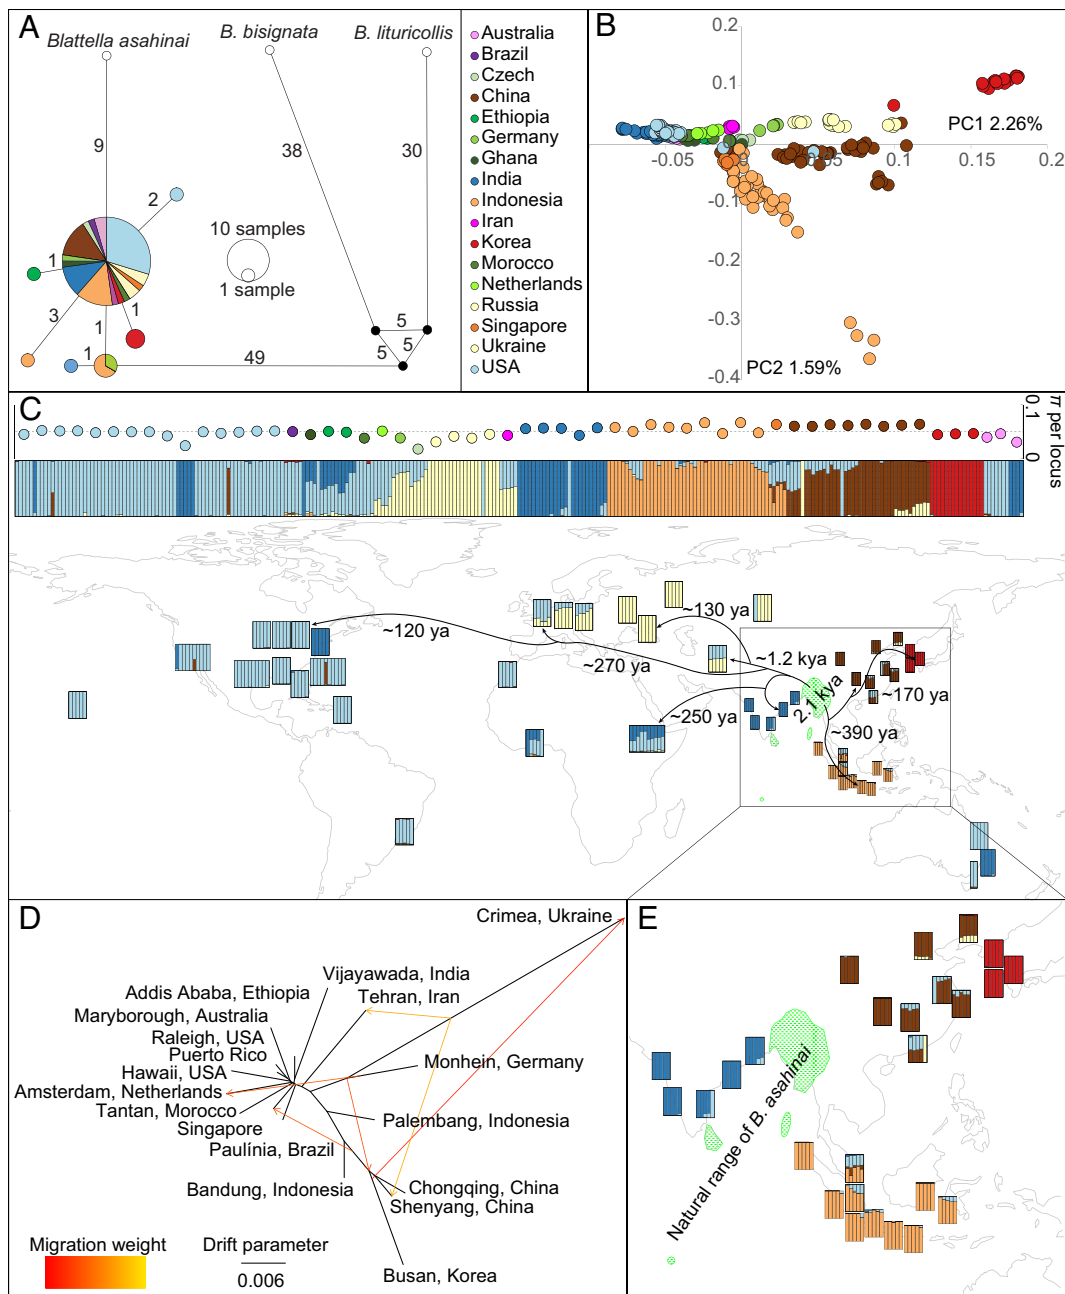 A
Blattella asahinai
B. bisignata
B. lituricollis
9
38
30
2
10 samples
1 sample
1
3
1
1
1
49
5
5
5
Australia
Brazil
Czech
China
Ethiopia
Germany
Ghana
India
Indonesia
Iran
Korea
Morocco
Netherlands
Russia
Singapore
Ukraine
USA
B
0.2
0.1
PC1 2.26%
-0.05
0
0.05
0.1
0.15
0.2
-0.1
-0.2
-0.3
-0.4
PC2 1.59%
C
0.1
0
π per locus
~120 ya
~270 ya
~130 ya
~1.2 kya
2.1 kya
~250 ya
~170 ya
~390 ya
D
Crimea, Ukraine
Vijayawada, India
Tehran, Iran
Addis Ababa, Ethiopia
Maryborough, Australia
Raleigh, USA
Puerto Rico
Hawaii, USA
Amsterdam, Netherlands
Tantan, Morocco
Singapore
Paulínia, Brazil
Bandung, Indonesia
Monhein, Germany
Palembang, Indonesia
Chongqing, China
Shenyang, China
Busan, Korea
Migration weight
Drift parameter
0.006
E
Natural range of B. asahinai